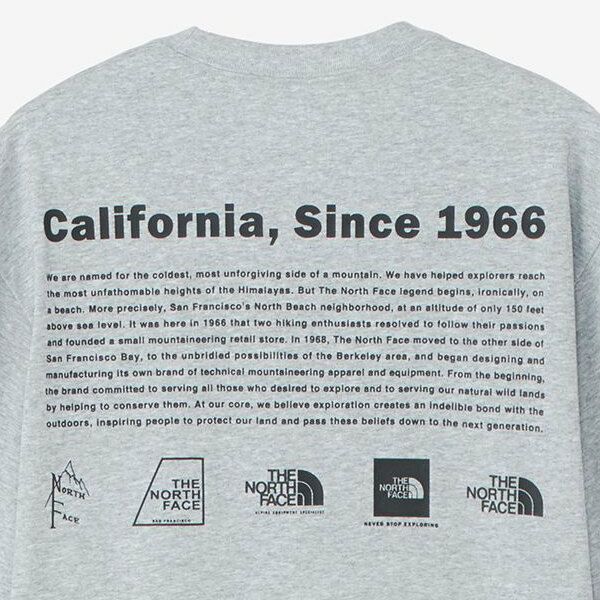 California, Since 1966
We are named for the coldest, most unforgiving side of a mountain. We have helped explorers reach
the most unfathomable heights of the Himalayas. But The North Face legend begins, ironically, on
a beach. More precisely, San Francisco's North Beach neighborhood, at an altitude of only 150 feet
above sea level. It was here in 1966 that two hiking enthusiasts resolved to follow their passions
and founded a small mountaineering retail store. In 1968, The North Face moved to the other side of
San Francisco Bay, to the unbridled possibilities of the Berkeley area, and began designing and
manufacturing its own brand of technical mountaineering apparel and equipment. From the beginning,
the brand committed to serving all those who desired to explore and to serving our natural wild lands
by helping to conserve them. At our core, we believe exploration creates an indelible bond with the
outdoors, inspiring people to protect our land and pass these beliefs down to the next generation.
North
Face
THE
NORTH
FACE
SAN FRANCISCO
THE
NORTH
FACE
ALPINE EQUIPMENT SPECIALIST
THE
NORTH
FACE
NEVER STOP EXPLORING
THE
NORTH
FACE